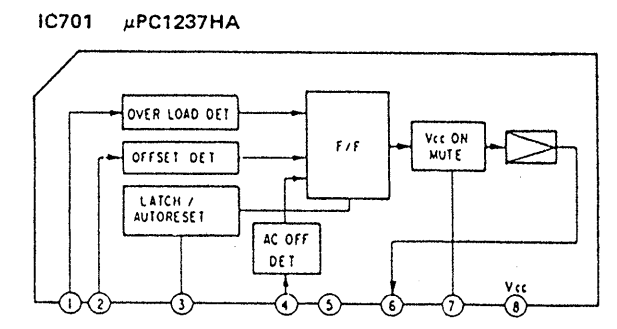 IC701 μPC1237HA
OVER LOAD DET
OFFSET DET
LATCH /
AUTORESET
F/F
Vcc ON
MUTE
AC OFF
DET
Vcc
1 2 3 4 5 6 7 8